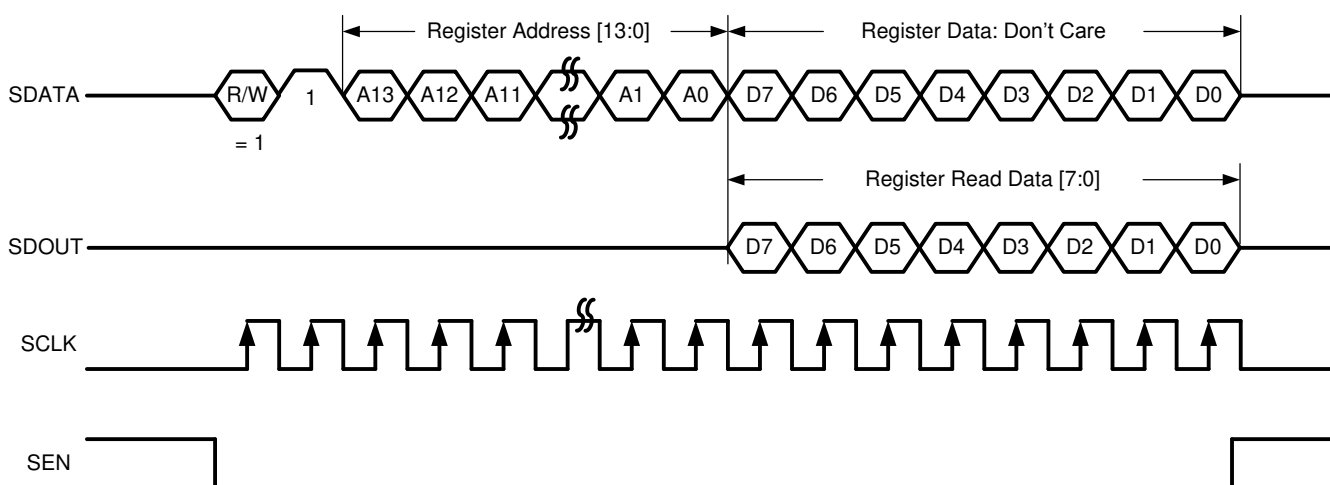 Register Address [13:0] Register Data: Don't Care
SDATA R/W 1 A13 A12 A11 A1 A0 D7 D6 D5 D4 D3 D2 D1 D0
= 1
Register Read Data [7:0]
SDOUT D7 D6 D5 D4 D3 D2 D1 D0
SCLK
SEN